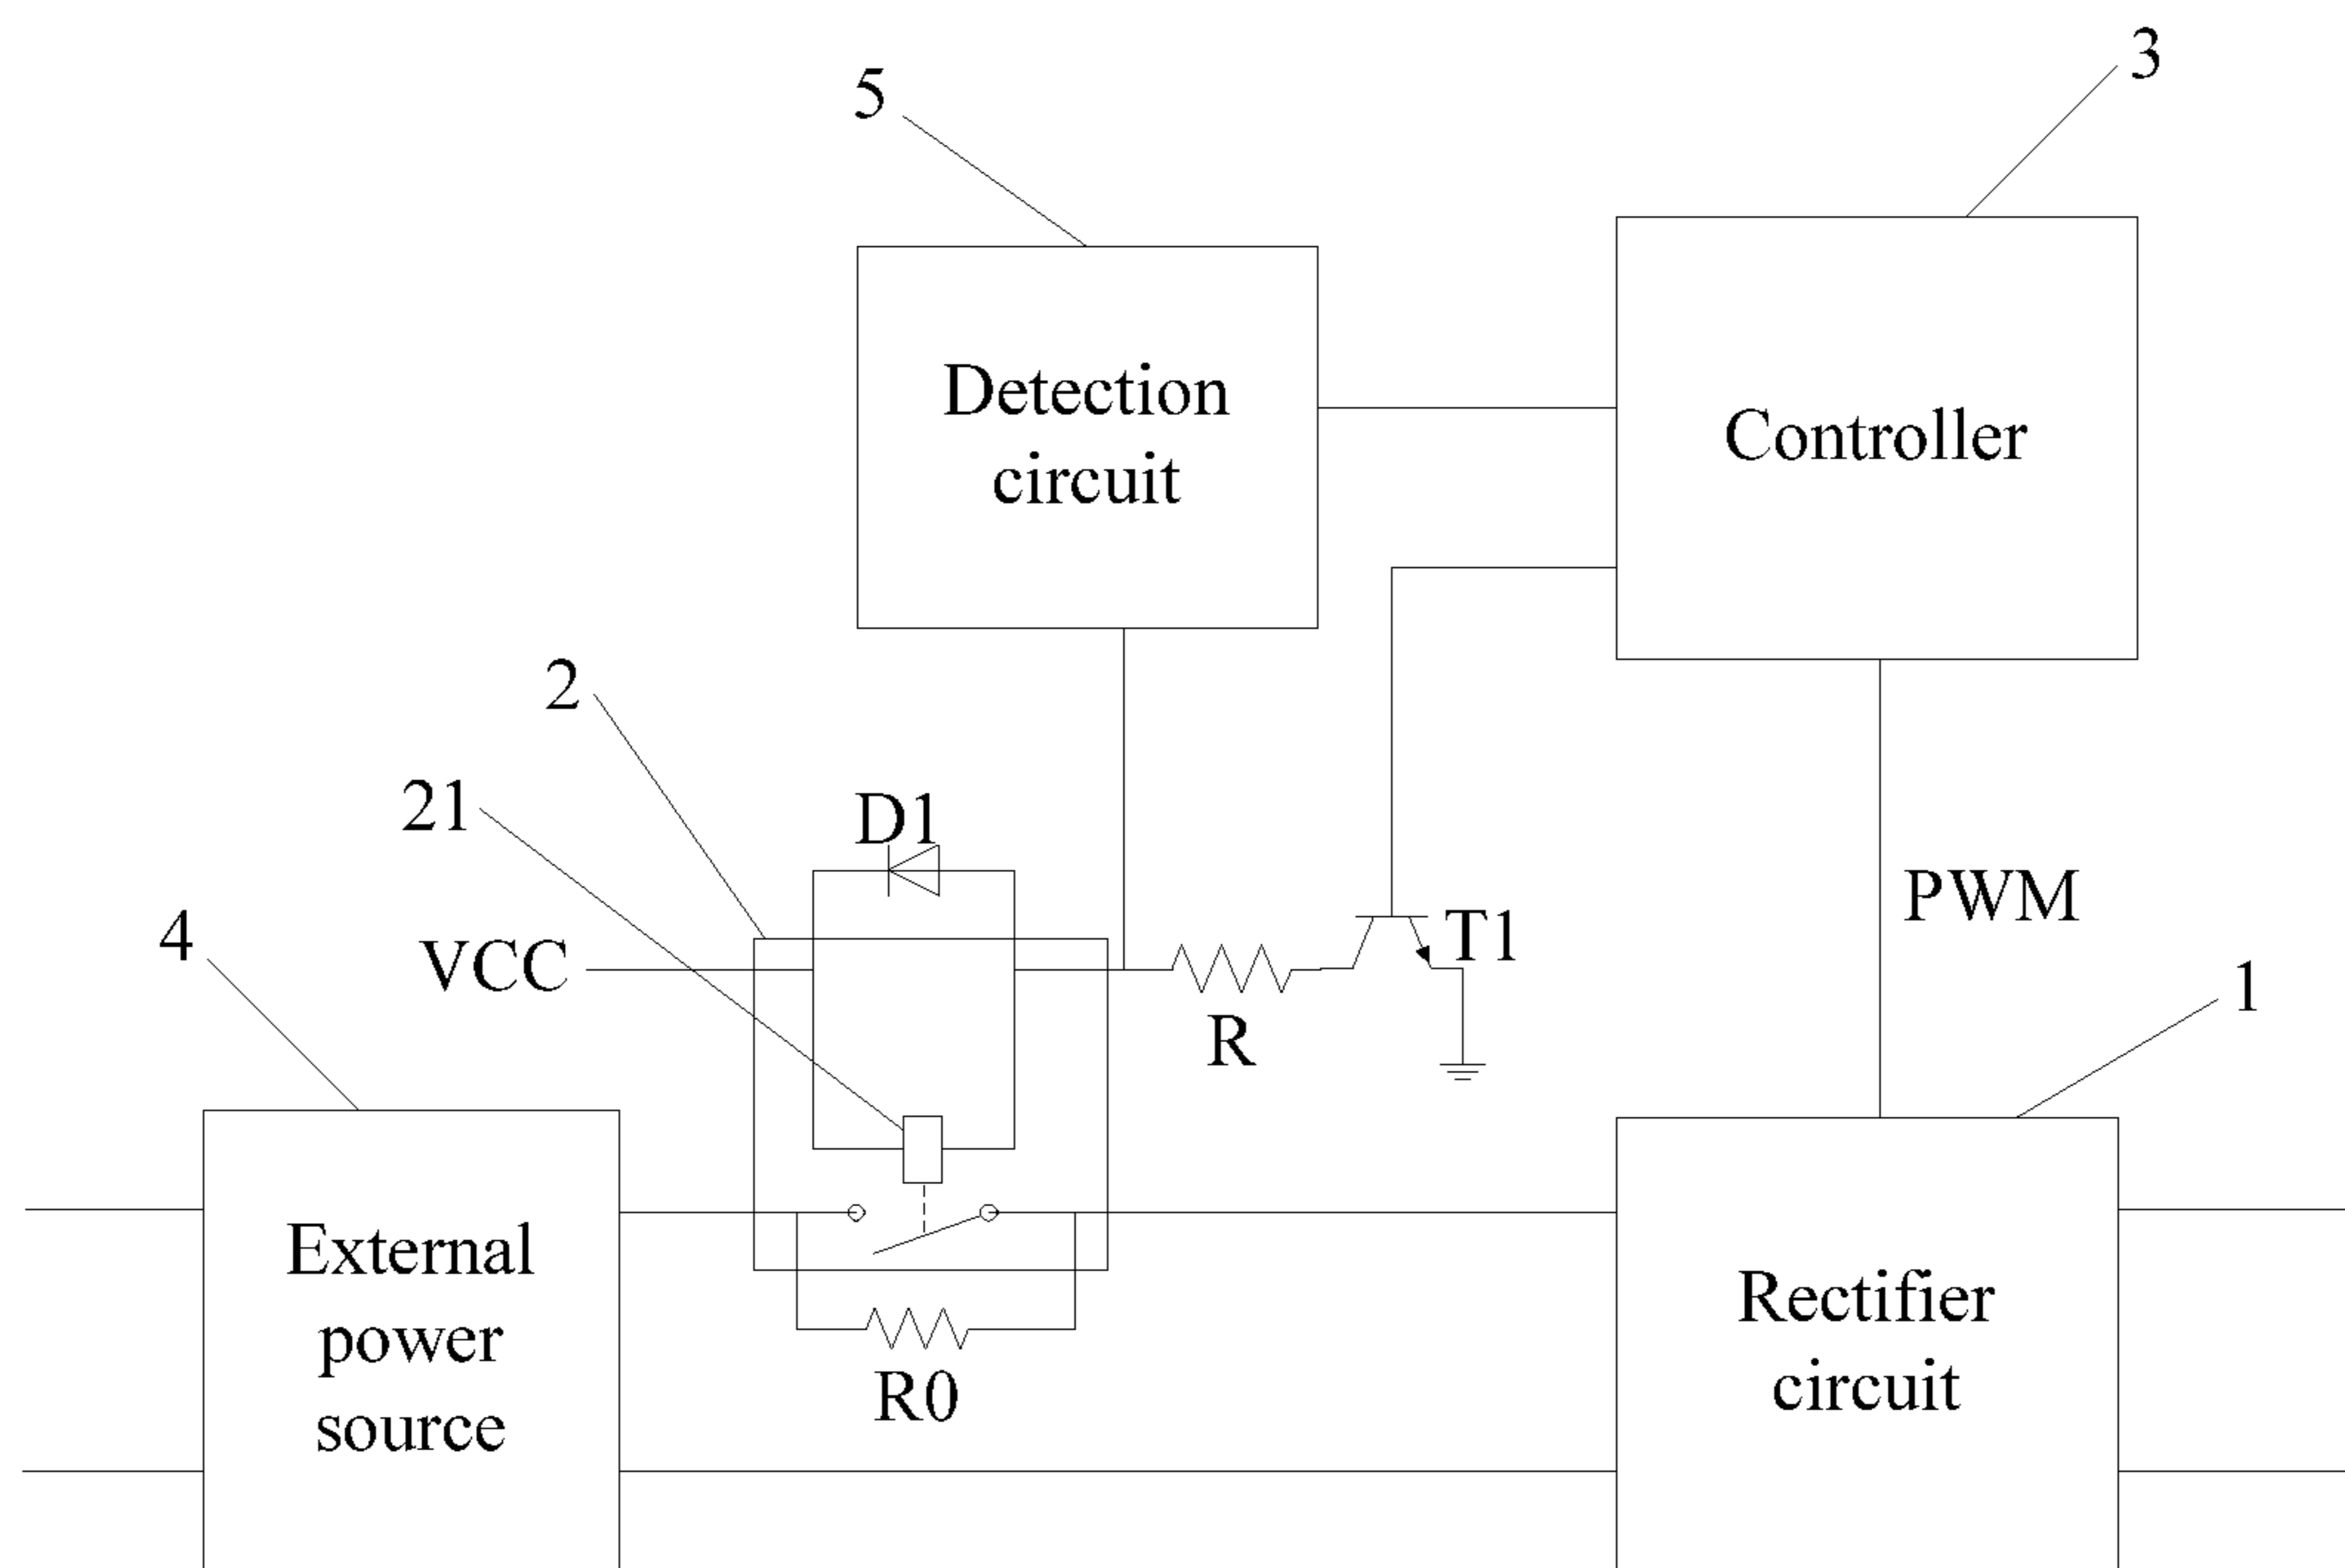 3
5
Detection
circuit
Controller
2
21
D1
4
VCC
T1
PWM
R
1
External
power
source
R0
Rectifier
circuit